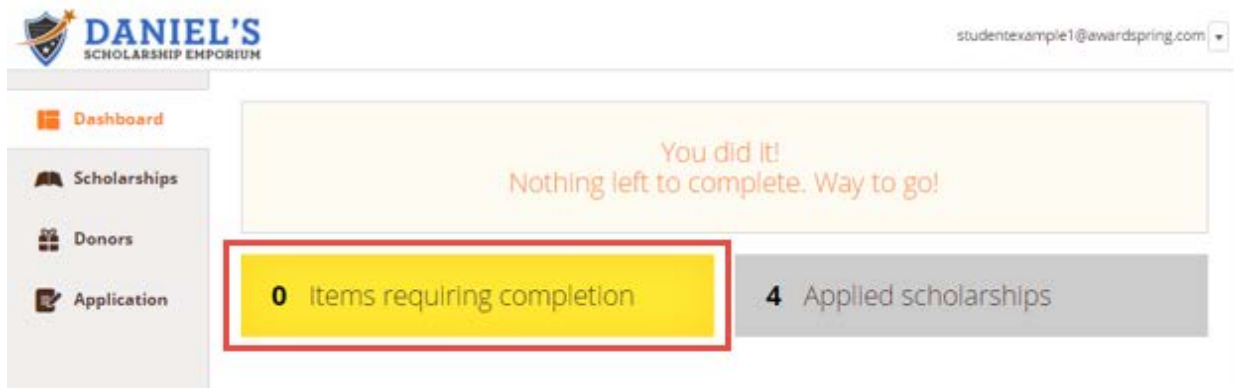 DANIEL'S
SCHOLARSHIP EMPORIUM
studentexample1@awardspring.com
Dashboard
Scholarships
Donors
Application
You did it!
Nothing left to complete. Way to go!
0 Items requiring completion
4 Applied scholarships